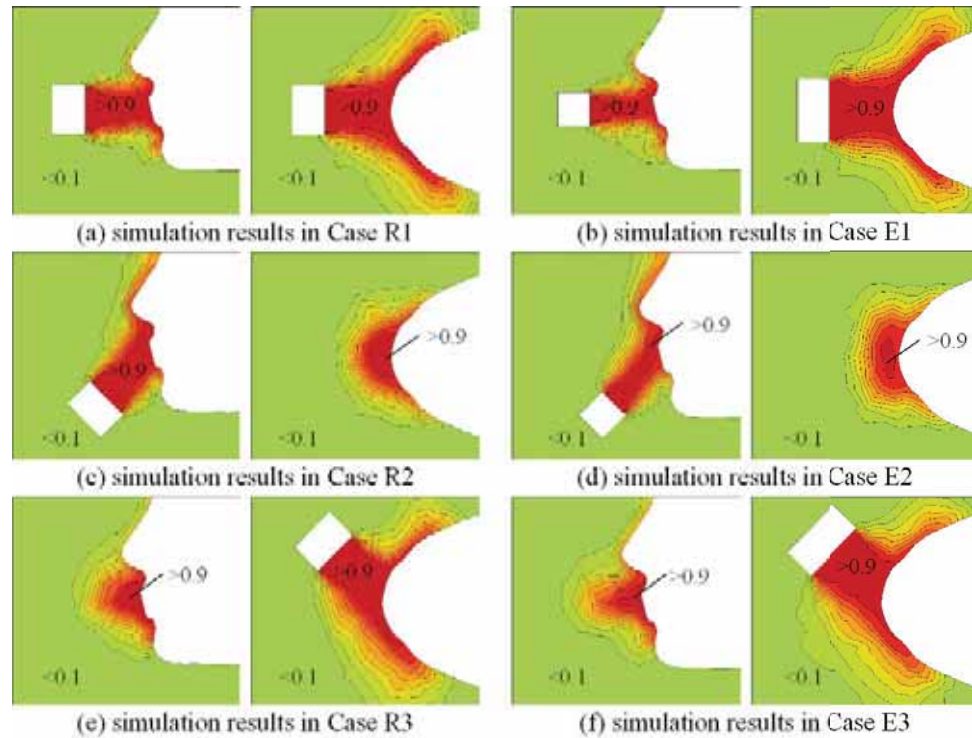 >0.9 >0.9 >0.9 >0.9
<0.1 <0.1 <0.1 <0.1
(a) simulation results in Case R1 (b) simulation results in Case E1
>0.9 >0.9 >0.9 >0.9
<0.1 <0.1 <0.1 <0.1
(c) simulation results in Case R2 (d) simulation results in Case E2
>0.9 >0.9 >0.9 >0.9
<0.1 <0.1 <0.1 <0.1
(e) simulation results in Case R3 (f) simulation results in Case E3